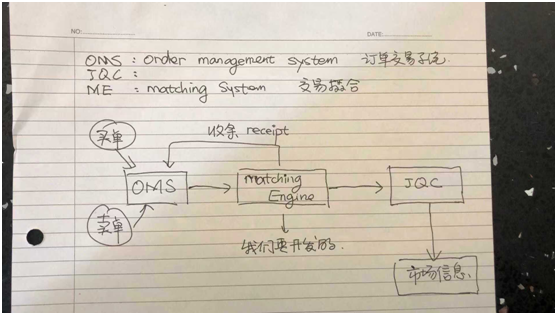 NO:
DATE:
OMS : Order management system 订单交易系统.
JQC :
ME : matching System 交易撮合
买单
收条 receipt
OMS
matching Engine
JQC
卖单
我们要开发的.
市场信息.